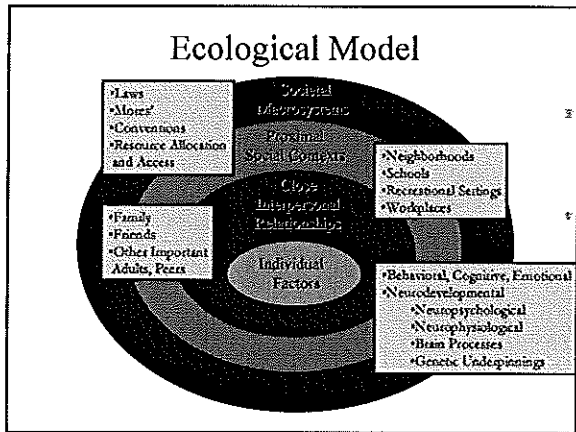 Ecological Model
•Laws
•Mores'
•Conventions
•Resource Allocation
and Access
Societal
Macrosystems
Proximal
Social Contexts
•Neighborhoods
•Schools
•Recreational Settings
•Workplaces
Close
Interpersonal
Relationships
•Family
•Friends
•Other Important
Adults, Peers
Individual
Factors
•Behavioral, Cognitive, Emotional
•Neurodevelopmental
•Neuropsychological
•Neurophysiological
•Brain Processes
•Genetic Underpinnings